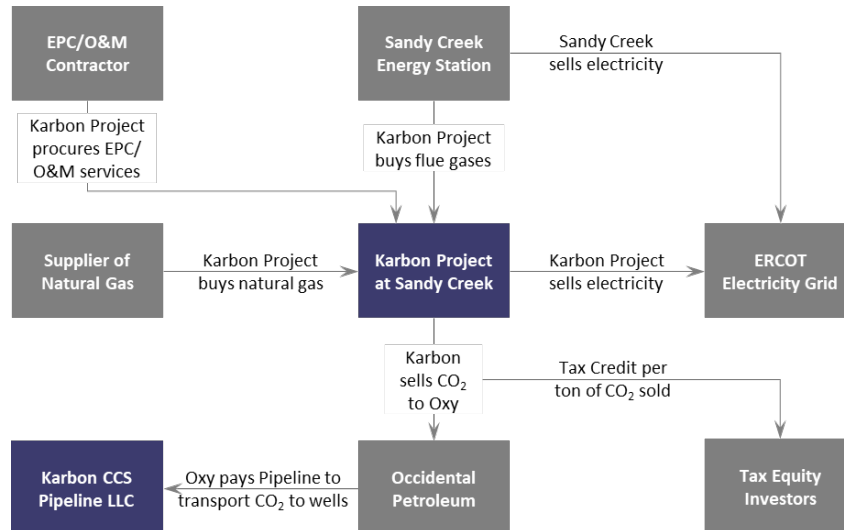 EPC/O&M
Contractor
Sandy Creek
Energy Station
Sandy Creek
sells electricity
Karbon Project
procures EPC/
O&M services
Karbon Project
buys flue gases
Supplier of
Natural Gas
Karbon Project
buys natural gas
Karbon Project
at Sandy Creek
Karbon Project
sells electricity
ERCOT
Electricity Grid
Karbon
sells CO₂
to Oxy
Tax Credit per
ton of CO₂ sold
Karbon CCS
Pipeline LLC
Oxy pays Pipeline to
transport CO₂ to wells
Occidental
Petroleum
Tax Equity
Investors